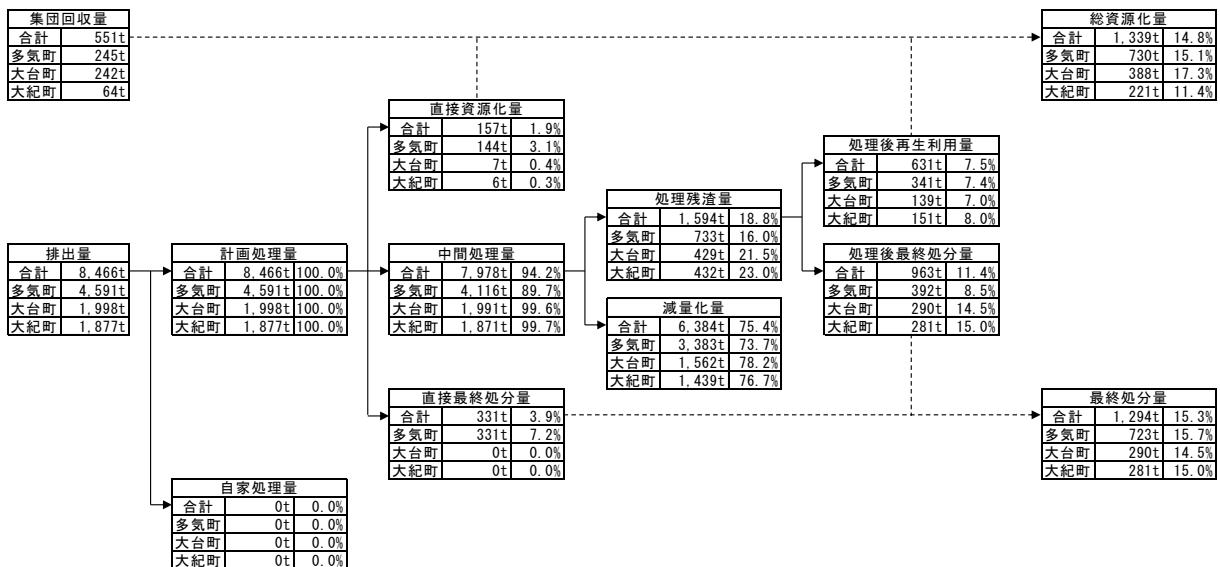 集団回収量
合計 551t
多気町 245t
大台町 242t
大紀町 64t
総資源化量
合計 1,339t 14.8%
多気町 730t 15.1%
大台町 388t 17.3%
大紀町 221t 11.4%
直接資源化量
合計 157t 1.9%
多気町 144t 3.1%
大台町 7t 0.4%
大紀町 6t 0.3%
処理後再生利用量
合計 631t 7.5%
多気町 341t 7.4%
大台町 139t 7.0%
大紀町 151t 8.0%
処理残渣量
合計 1,594t 18.8%
多気町 733t 16.0%
大台町 429t 21.5%
大紀町 432t 23.0%
排出量
合計 8,466t
多気町 4,591t
大台町 1,998t
大紀町 1,877t
計画処理量
合計 8,466t 100.0%
多気町 4,591t 100.0%
大台町 1,998t 100.0%
大紀町 1,877t 100.0%
中間処理量
合計 7,978t 94.2%
多気町 4,116t 89.7%
大台町 1,991t 99.6%
大紀町 1,871t 99.7%
処理後最終処分量
合計 963t 11.4%
多気町 392t 8.5%
大台町 290t 14.5%
大紀町 281t 15.0%
減量化量
合計 6,384t 75.4%
多気町 3,383t 73.7%
大台町 1,562t 78.2%
大紀町 1,439t 76.7%
直接最終処分量
合計 331t 3.9%
多気町 331t 7.2%
大台町 0t 0.0%
大紀町 0t 0.0%
最終処分量
合計 1,294t 15.3%
多気町 723t 15.7%
大台町 290t 14.5%
大紀町 281t 15.0%
自家処理量
合計 0t 0.0%
多気町 0t 0.0%
大台町 0t 0.0%
大紀町 0t 0.0%